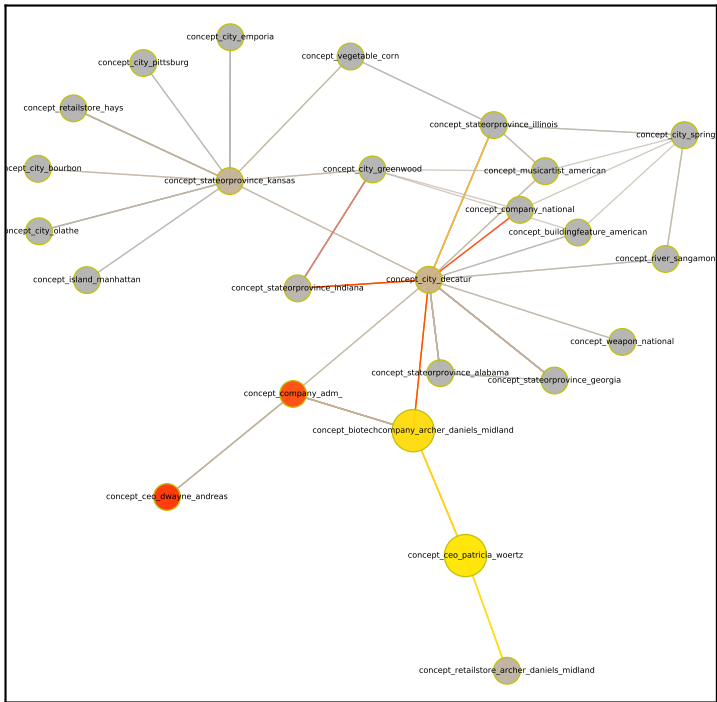 concept_city_emporia
concept_vegetable_corn
concept_city_pittsburg
concept_retailstore_hays
concept_stateorprovince_illinois
concept_city_spring
concept_city_bourbon
concept_city_greenwood
concept_musicartist_american
concept_stateorprovince_kansas
concept_company_national
concept_city_olathe
concept_buildingfeature_american
concept_river_sangamon
concept_island_manhattan
concept_city_decatur
concept_stateorprovince_indiana
concept_weapon_national
concept_stateorprovince_alabama
concept_stateorprovince_georgia
concept_company_adm_
concept_biotechcompany_archer_daniels_midland
concept_ceo_dwayne_andreas
concept_ceo_patricia_woertz
concept_retailstore_archer_daniels_midland